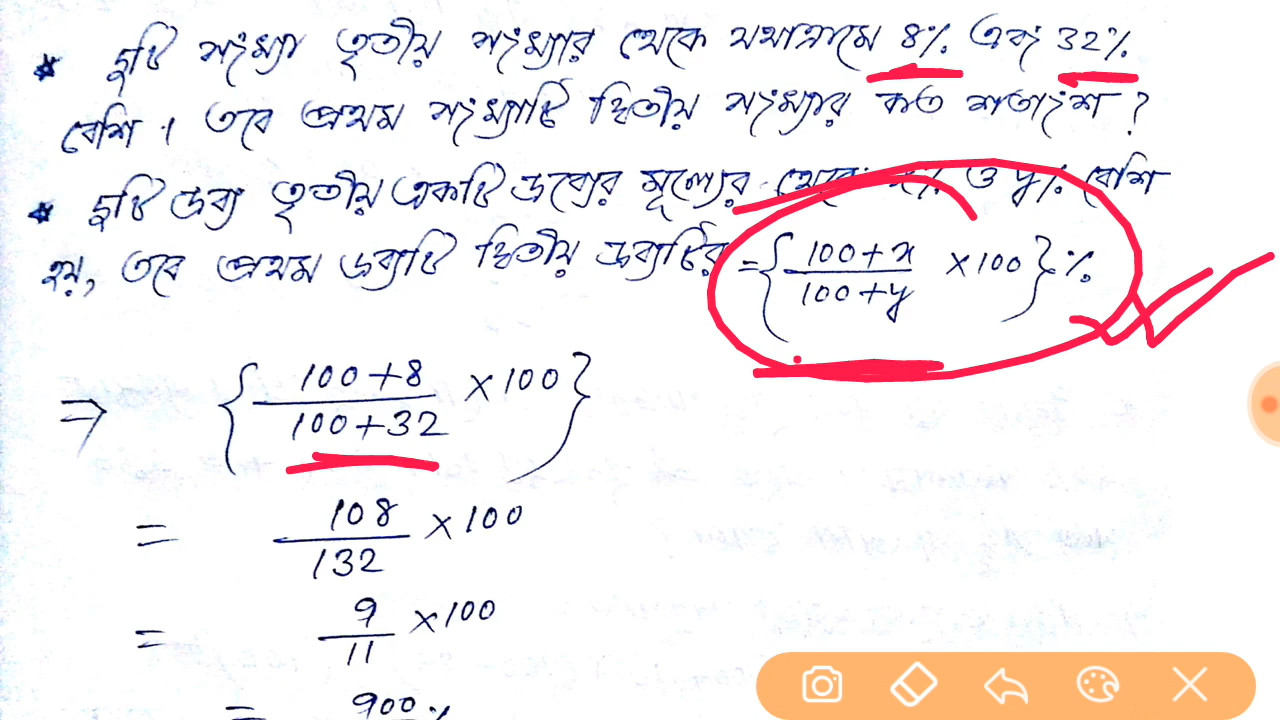 * দুটি সংখ্যা তৃতীয় সংখ্যার থেকে যথাক্রমে 8% এবং 32%
বেশি । তবে প্রথম সংখ্যাটি দ্বিতীয় সংখ্যার কত শতাংশ ?
* দুটি দ্রব্য তৃতীয় একটি দ্রব্যের মূল্যের থেকে ও y% বেশি
হয়, তবে প্রথম দ্রব্যটি দ্বিতীয় দ্রব্যটির = { (100+x)/(100+y) ×100 } %
⇒ { (100+8)/(100+32) ×100 }
= 108/132 ×100
= 9/11 ×100
= 900 %